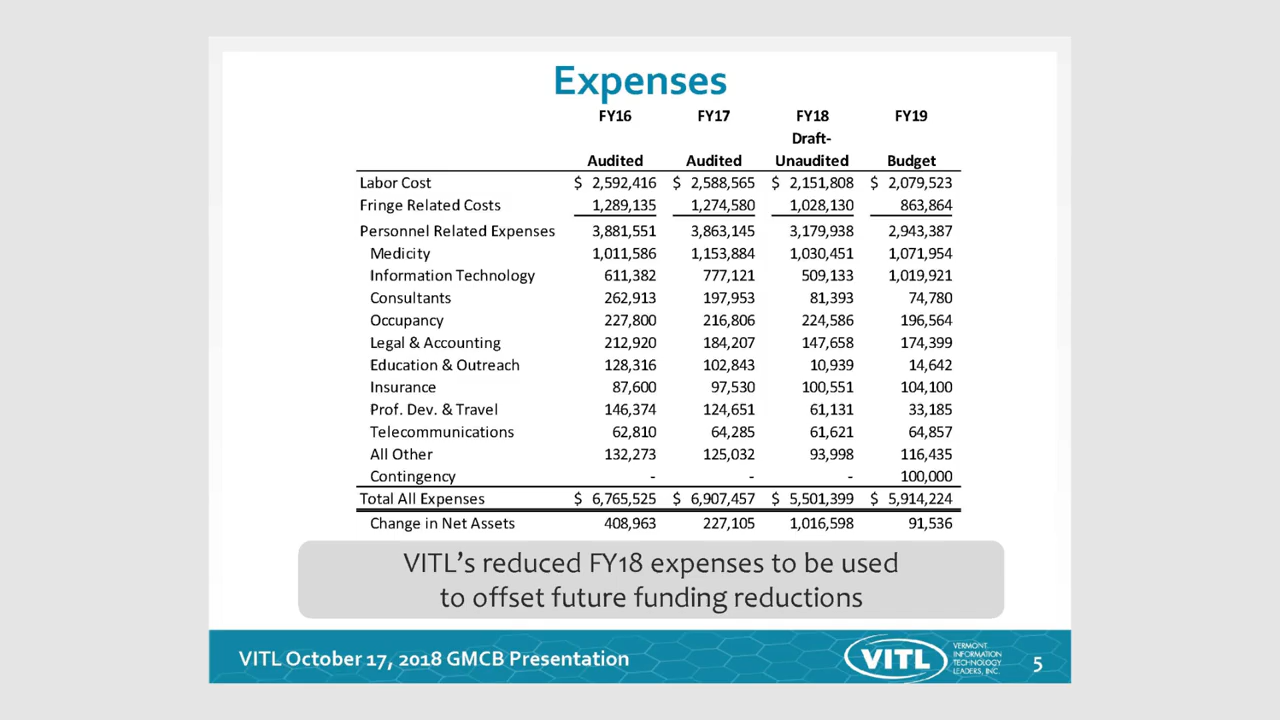 Expenses
FY16 FY17 FY18 FY19
Draft-
Audited Audited Unaudited Budget
Labor Cost $ 2,592,416 $ 2,588,565 $ 2,151,808 $ 2,079,523
Fringe Related Costs 1,289,135 1,274,580 1,028,130 863,864
Personnel Related Expenses 3,881,551 3,863,145 3,179,938 2,943,387
Medicity 1,011,586 1,153,884 1,030,451 1,071,954
Information Technology 611,382 777,121 509,133 1,019,921
Consultants 262,913 197,953 81,393 74,780
Occupancy 227,800 216,806 224,586 196,564
Legal & Accounting 212,920 184,207 147,658 174,399
Education & Outreach 128,316 102,843 10,939 14,642
Insurance 87,600 97,530 100,551 104,100
Prof. Dev. & Travel 146,374 124,651 61,131 33,185
Telecommunications 62,810 64,285 61,621 64,857
All Other 132,273 125,032 93,998 116,435
Contingency - - - 100,000
Total All Expenses $ 6,765,525 $ 6,907,457 $ 5,501,399 $ 5,914,224
Change in Net Assets 408,963 227,105 1,016,598 91,536
VITL's reduced FY18 expenses to be used
to offset future funding reductions
VITL October 17, 2018 GMCB Presentation
VITL
VERMONT
INFORMATION
TECHNOLOGY
LEADERS, INC.
5